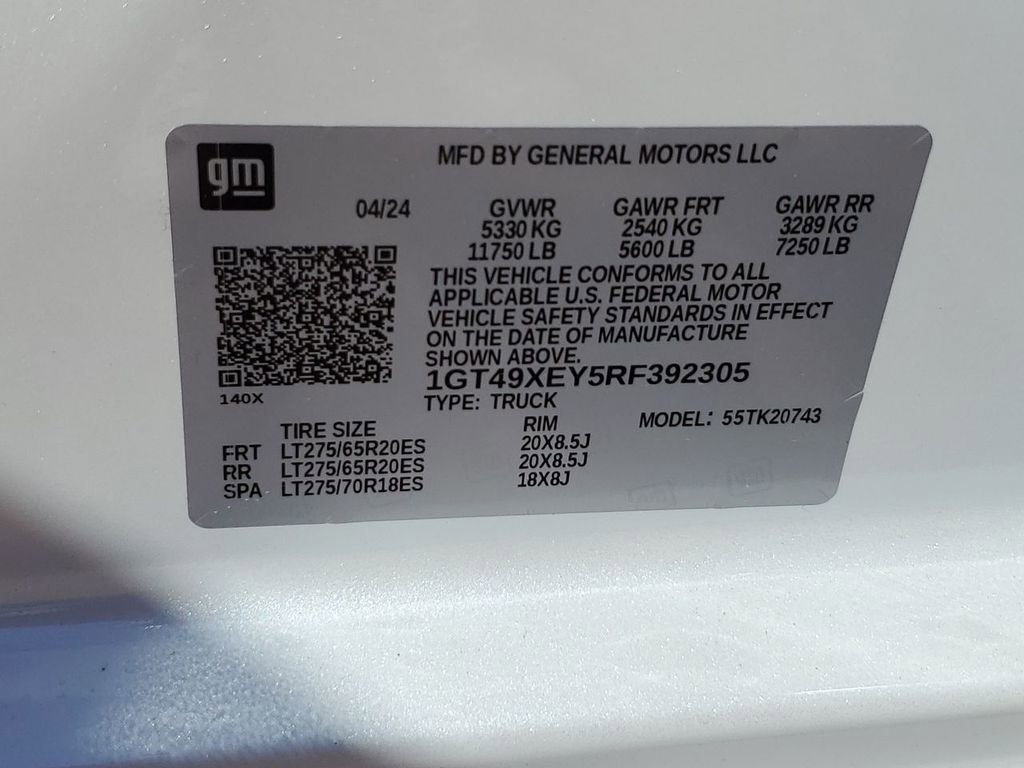 gm
MFD BY GENERAL MOTORS LLC
04/24 GVWR GAWR FRT GAWR RR
5330 KG 2540 KG 3289 KG
11750 LB 5600 LB 7250 LB
THIS VEHICLE CONFORMS TO ALL
APPLICABLE U.S. FEDERAL MOTOR
VEHICLE SAFETY STANDARDS IN EFFECT
ON THE DATE OF MANUFACTURE
SHOWN ABOVE.
1GT49XEY5RF392305
140X
TYPE: TRUCK
MODEL: 55TK20743
TIRE SIZE RIM
FRT LT275/65R20ES 20X8.5J
RR LT275/65R20ES 20X8.5J
SPA LT275/70R18ES 18X8J